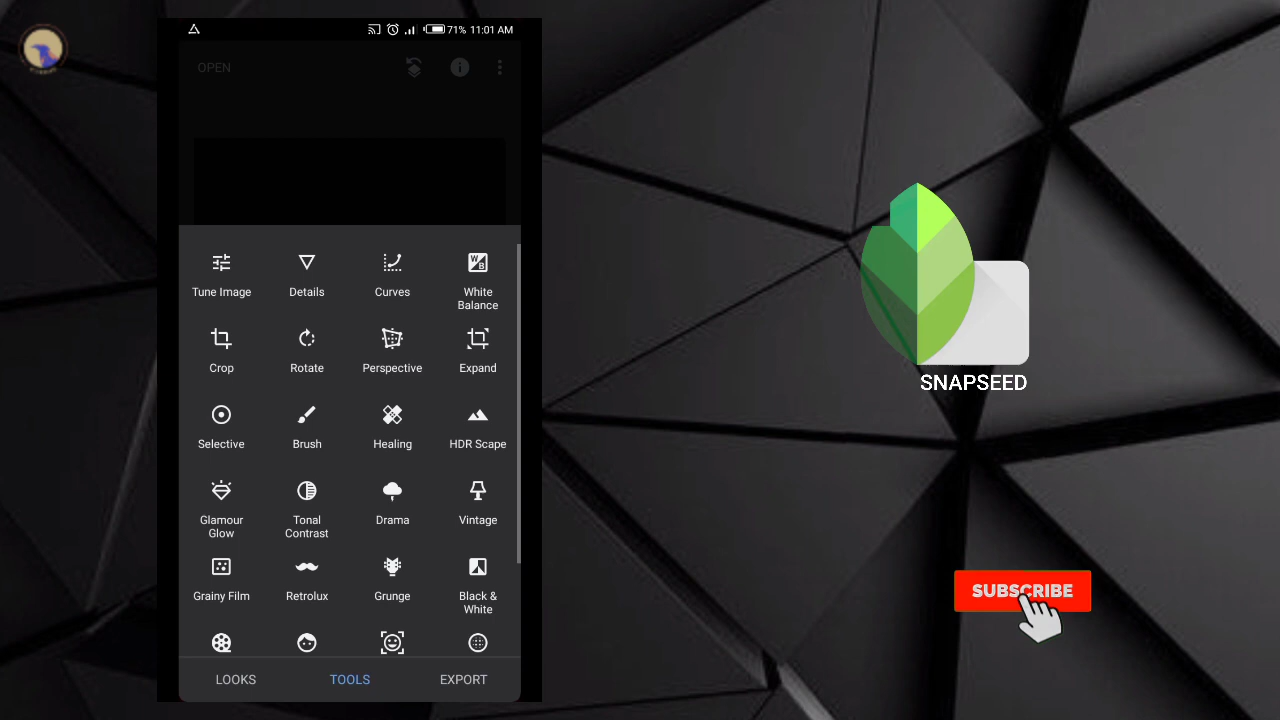 71% 11:01 AM
OPEN
Tune Image Details Curves White Balance
Crop Rotate Perspective Expand
Selective Brush Healing HDR Scape
Glamour Glow Tonal Contrast Drama Vintage
Grainy Film Retrolux Grunge Black & White
LOOKS TOOLS EXPORT
SNAPSEED
SUBSCRIBE